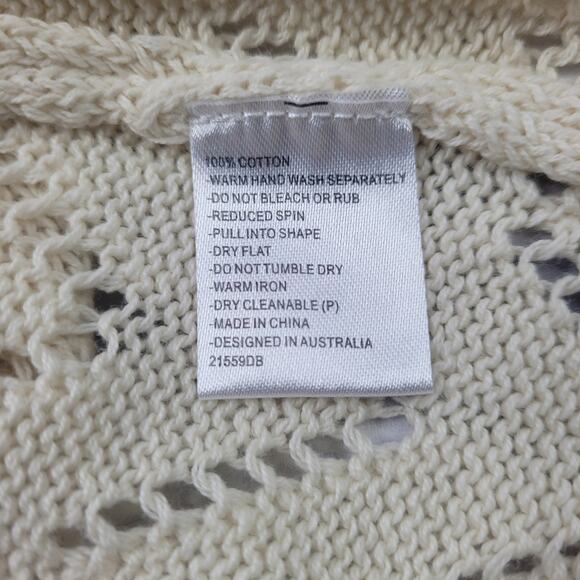 100% COTTON
-WARM HAND WASH SEPARATELY
-DO NOT BLEACH OR RUB
-REDUCED SPIN
-PULL INTO SHAPE
-DRY FLAT
-DO NOT TUMBLE DRY
-WARM IRON
-DRY CLEANABLE (P)
-MADE IN CHINA
-DESIGNED IN AUSTRALIA
21559DB